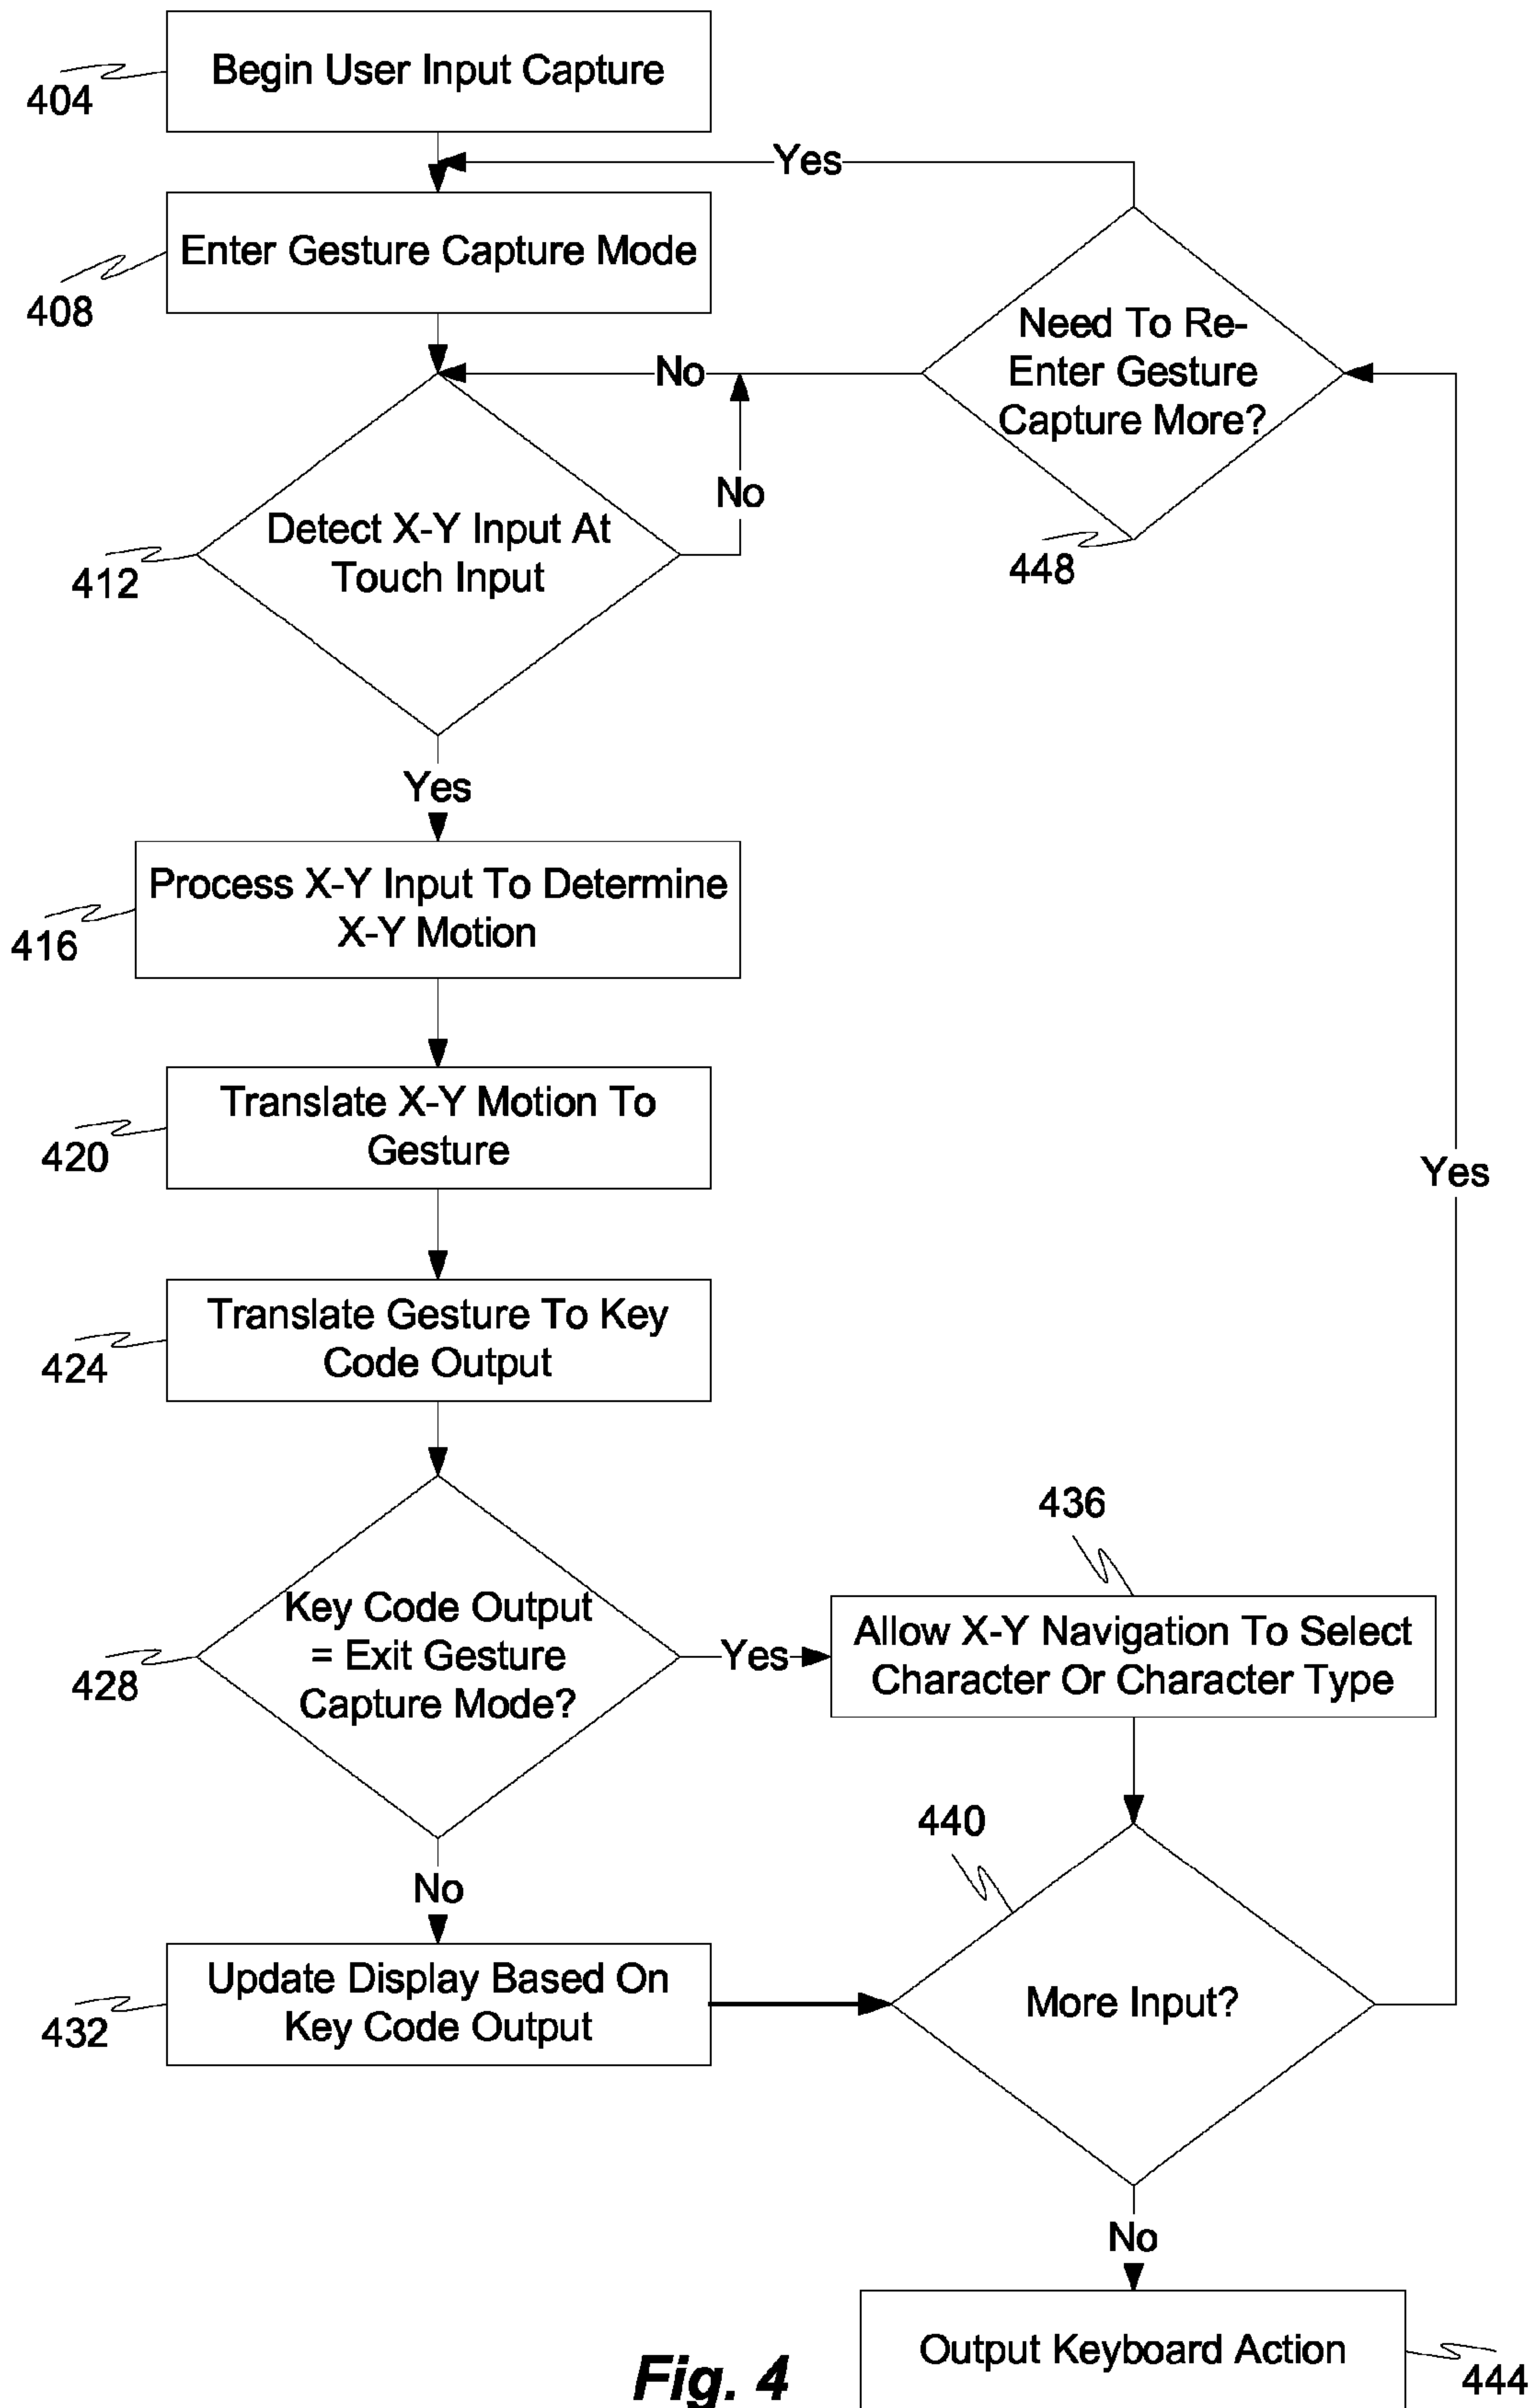 Begin User Input Capture
404
Yes
Enter Gesture Capture Mode
408
Need To Re-
Enter Gesture
Capture More?
No
No
448
Detect X-Y Input At
Touch Input
412
Yes
Process X-Y Input To Determine
X-Y Motion
416
Translate X-Y Motion To
Gesture
420
Yes
Translate Gesture To Key
Code Output
424
436
Key Code Output
= Exit Gesture
Capture Mode?
428
Yes
Allow X-Y Navigation To Select
Character Or Character Type
440
No
Update Display Based On
Key Code Output
432
More Input?
No
Output Keyboard Action
444
Fig. 4